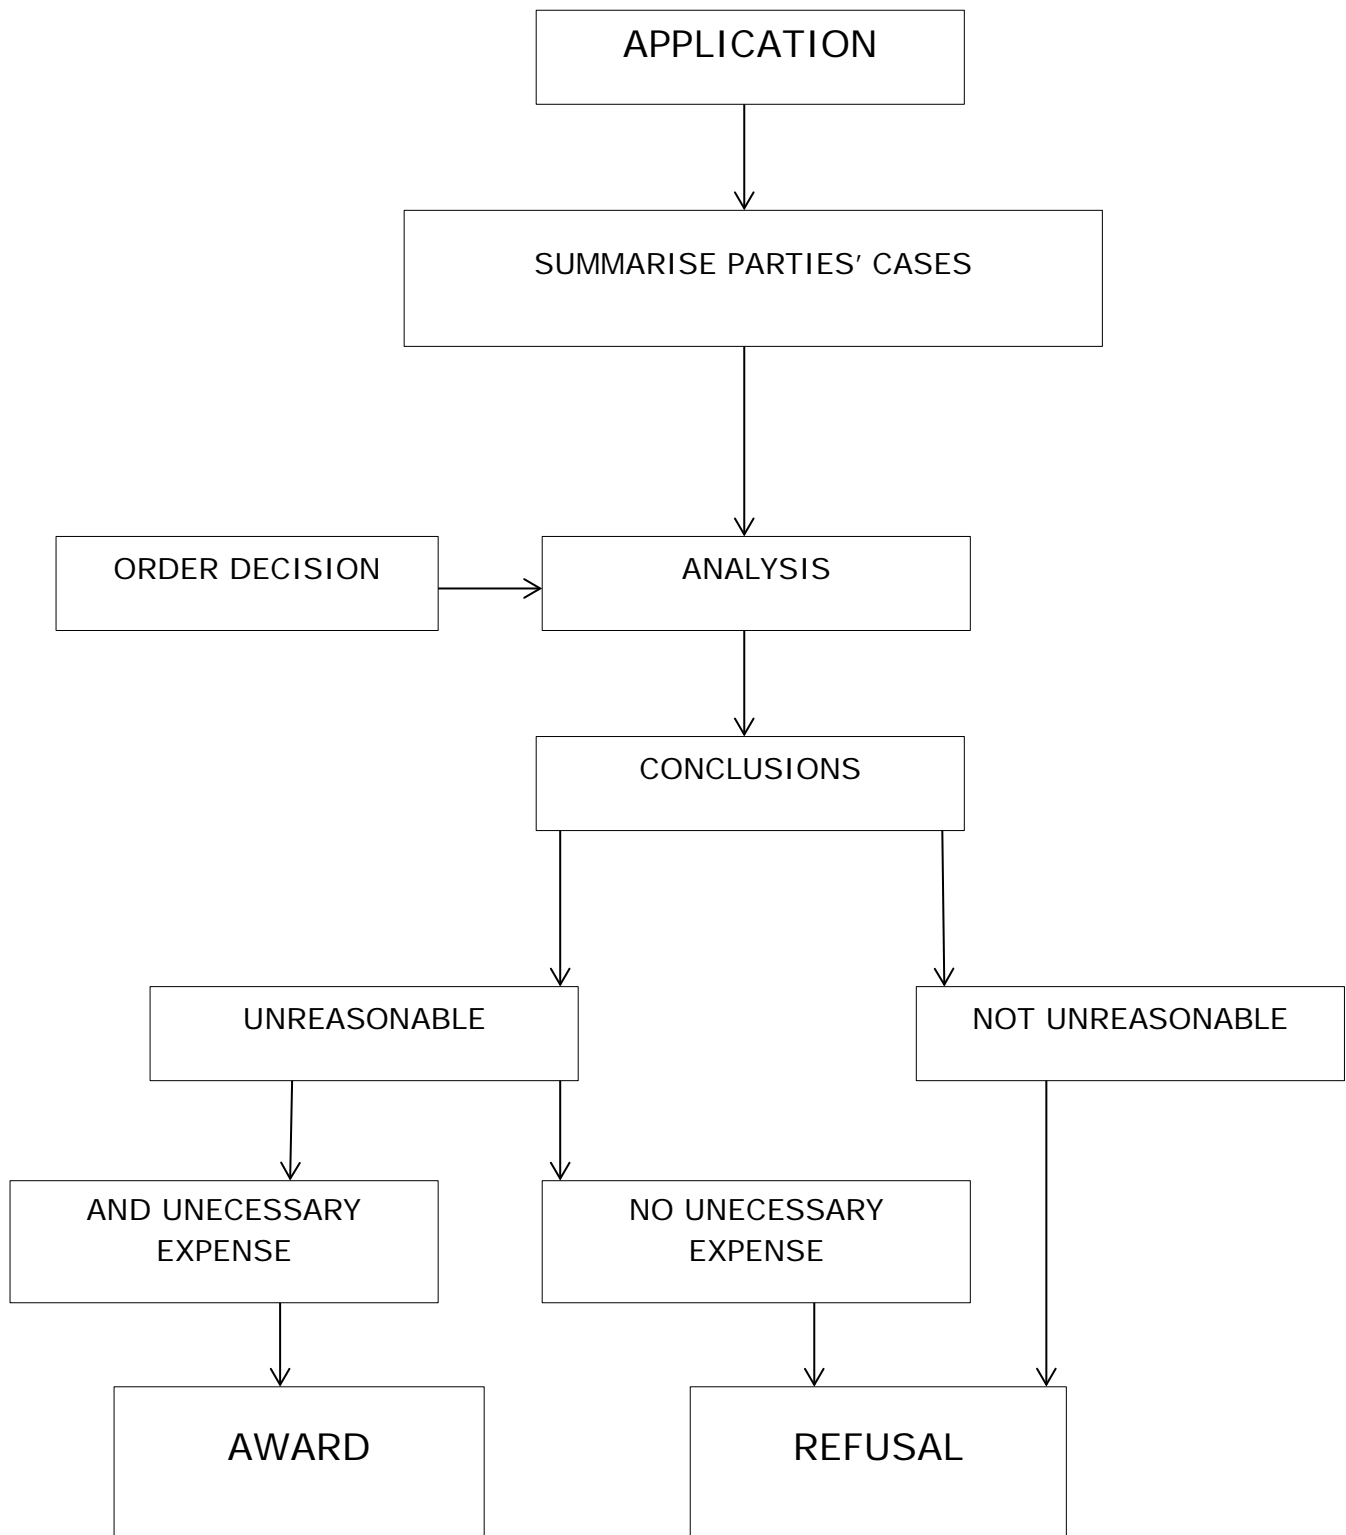 APPLICATION
SUMMARISE PARTIES’ CASES
ORDER DECISION
ANALYSIS
CONCLUSIONS
UNREASONABLE
NOT UNREASONABLE
AND UNECESSARY
EXPENSE
NO UNECESSARY
EXPENSE
AWARD
REFUSAL